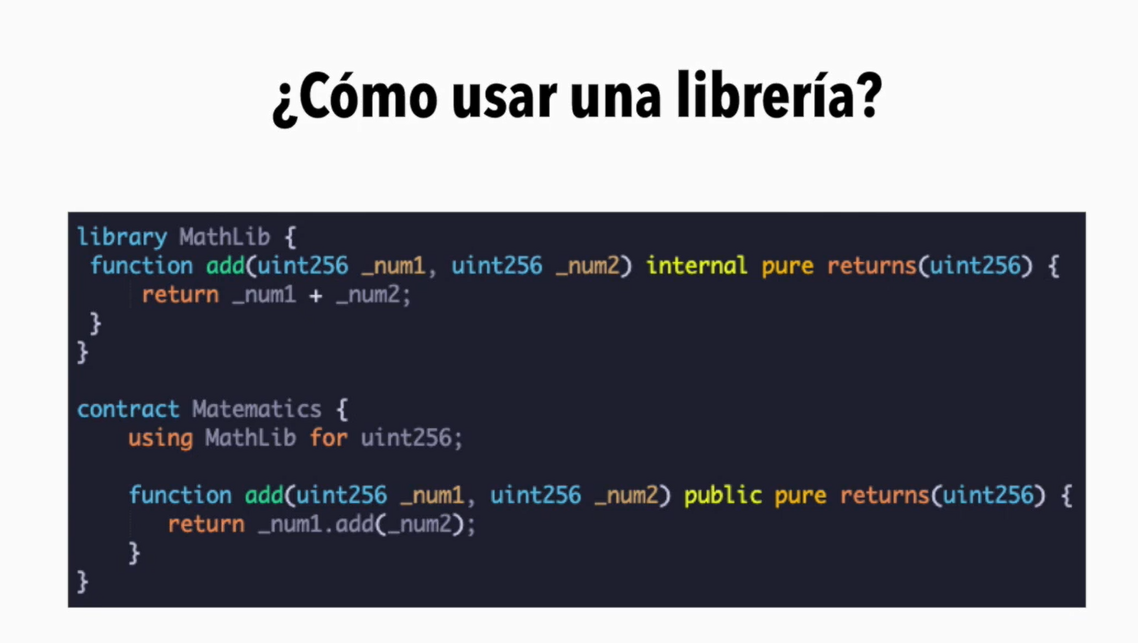 ¿Cómo usar una librería?
library MathLib {
function add(uint256 _num1, uint256 _num2) internal pure returns(uint256) {
return _num1 + _num2;
}
}
contract Matematics {
using MathLib for uint256;
function add(uint256 _num1, uint256 _num2) public pure returns(uint256) {
return _num1.add(_num2);
}
}